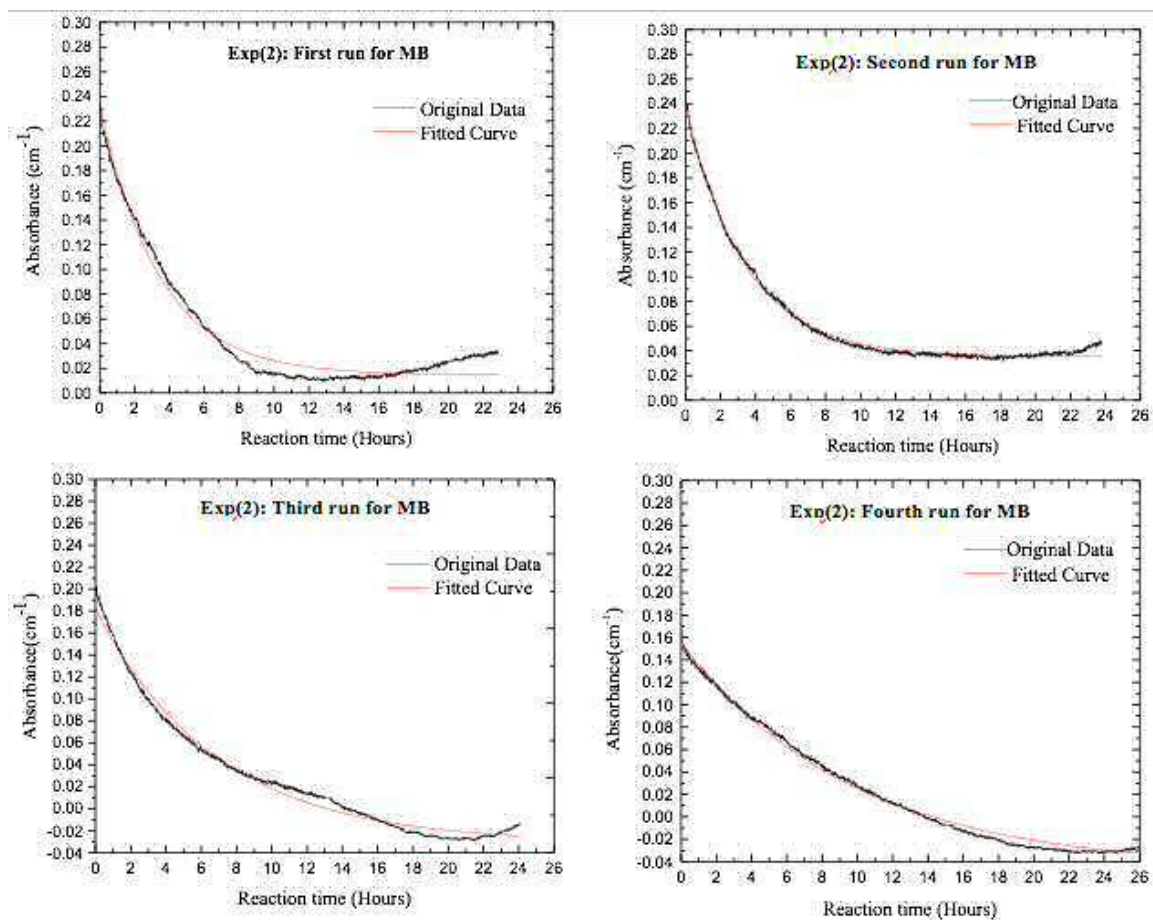 Exp(2): First run for MB
Original Data
Fitted Curve
Absorbance (cm⁻¹)
0.30
0.28
0.26
0.24
0.22
0.20
0.18
0.16
0.14
0.12
0.10
0.08
0.06
0.04
0.02
0.00
0 2 4 6 8 10 12 14 16 18 20 22 24 26
Reaction time (Hours)
Exp(2): Second run for MB
Original Data
Fitted Curve
Absorbance (cm⁻¹)
0.30
0.28
0.26
0.24
0.22
0.20
0.18
0.16
0.14
0.12
0.10
0.08
0.06
0.04
0.02
0.00
0 2 4 6 8 10 12 14 16 18 20 22 24 26
Reaction time (Hours)
Exp(2): Third run for MB
Original Data
Fitted Curve
Absorbance(cm⁻¹)
0.30
0.28
0.26
0.24
0.22
0.20
0.18
0.16
0.14
0.12
0.10
0.08
0.06
0.04
0.02
0.00
-0.02
-0.04
0 2 4 6 8 10 12 14 16 18 20 22 24 26
Reaction time (Hours)
Exp(2): Fourth run for MB
Original Data
Fitted Curve
Absorbance(cm⁻¹)
0.30
0.28
0.26
0.24
0.22
0.20
0.18
0.16
0.14
0.12
0.10
0.08
0.06
0.04
0.02
0.00
-0.02
-0.04
0 2 4 6 8 10 12 14 16 18 20 22 24 26
Reaction time (Hours)